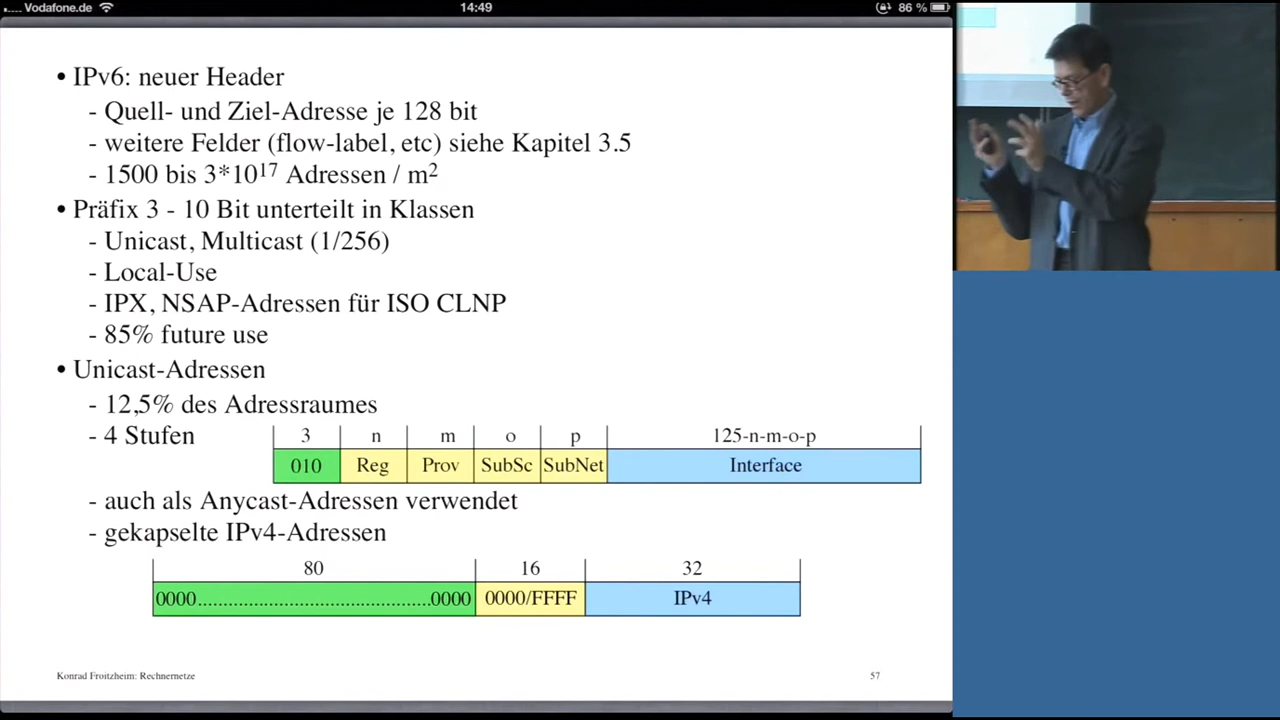 Vodafone.de 14:49 86 %
• IPv6: neuer Header
- Quell- und Ziel-Adresse je 128 bit
- weitere Felder (flow-label, etc) siehe Kapitel 3.5
- 1500 bis 3*10¹⁷ Adressen / m²
• Präfix 3 - 10 Bit unterteilt in Klassen
- Unicast, Multicast (1/256)
- Local-Use
- IPX, NSAP-Adressen für ISO CLNP
- 85% future use
• Unicast-Adressen
- 12,5% des Adressraumes
- 4 Stufen
3 n m o p 125-n-m-o-p
010 Reg Prov SubSc SubNet Interface
- auch als Anycast-Adressen verwendet
- gekapselte IPv4-Adressen
80 16 32
0000...........................................0000 0000/FFFF IPv4
Konrad Froitzheim: Rechnernetze 57